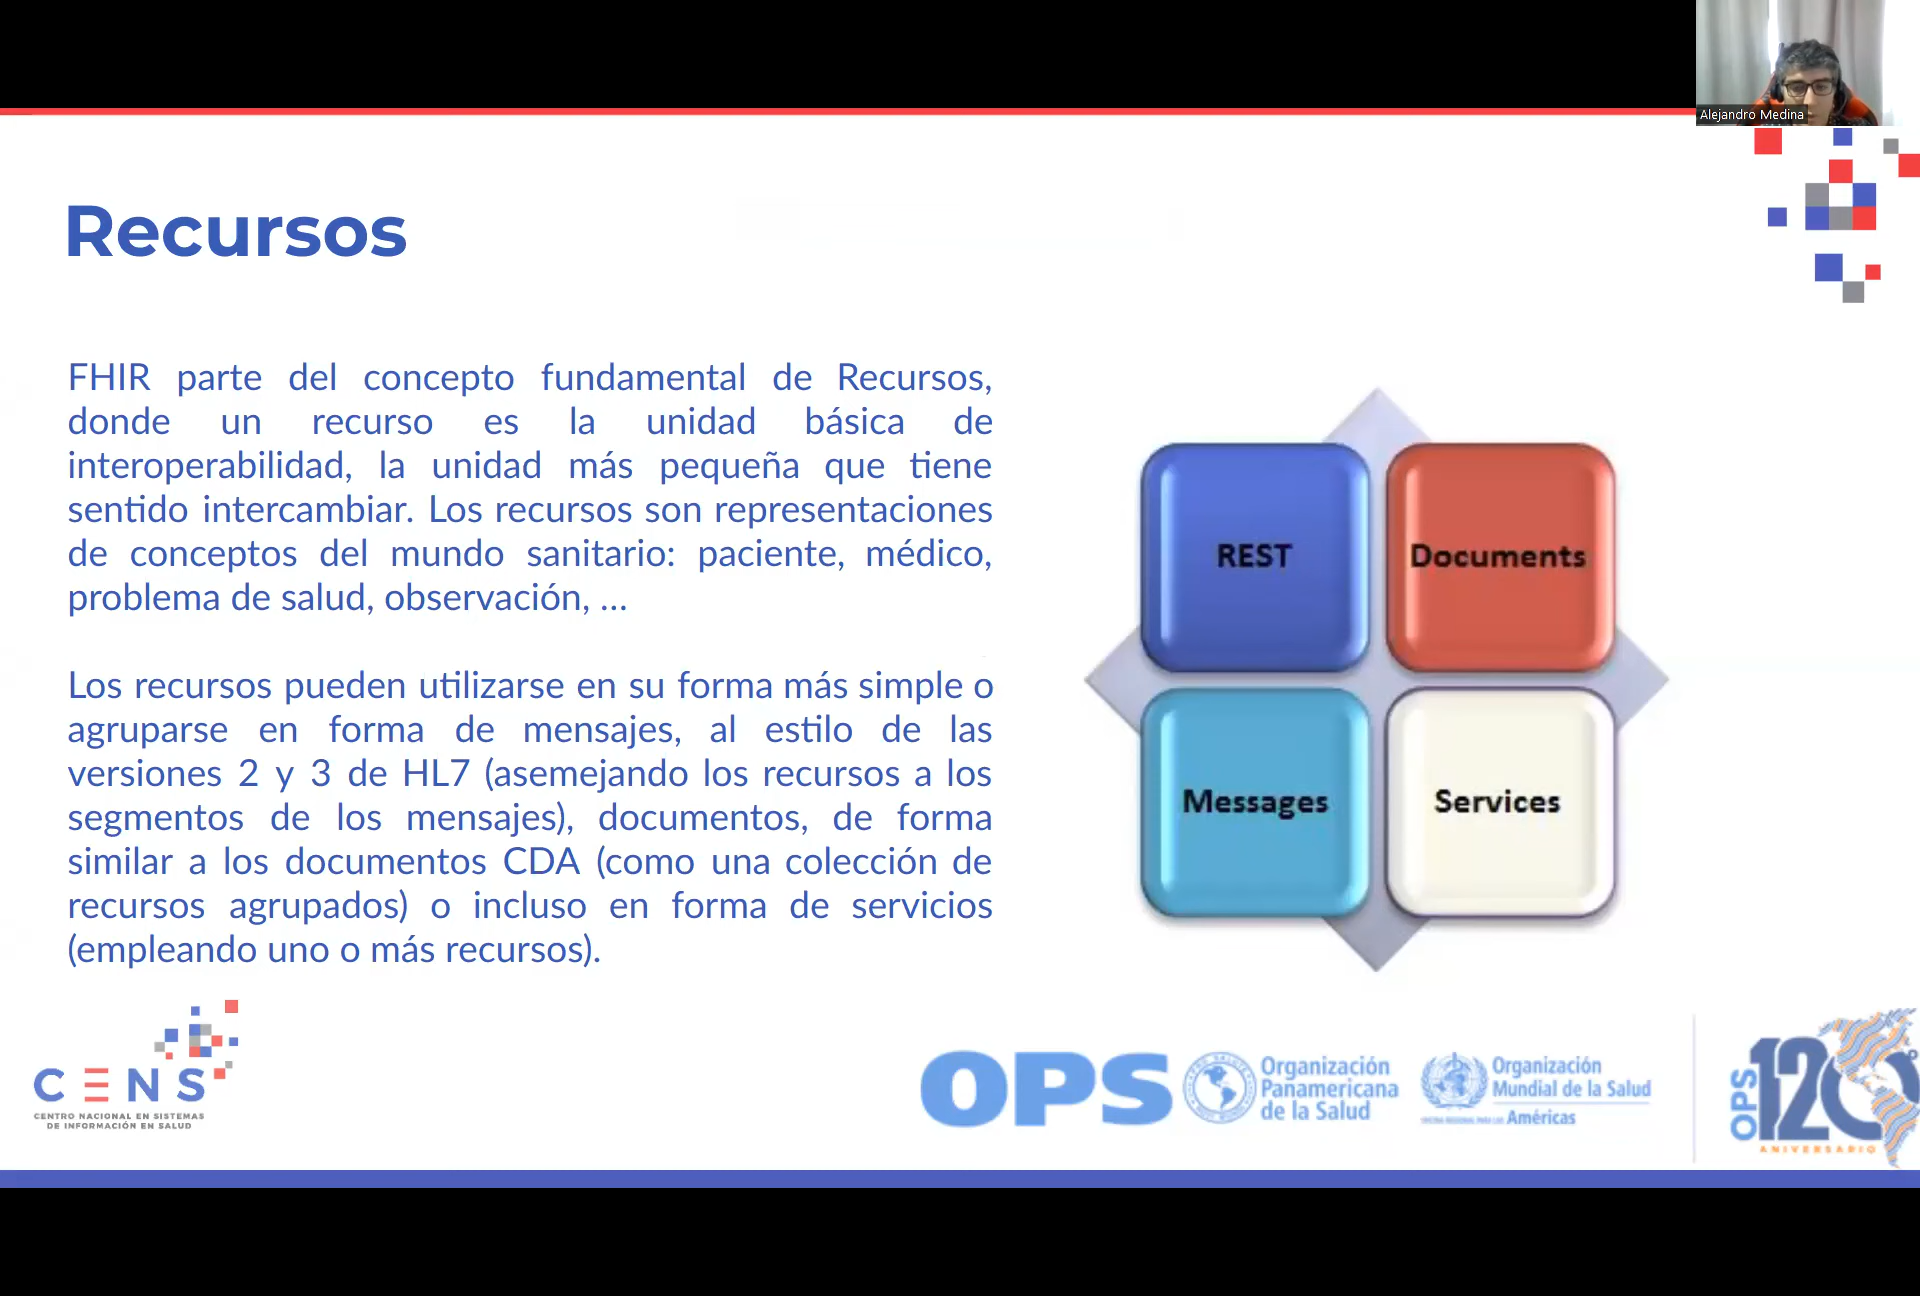 Alejandro Medina
Recursos
FHIR parte del concepto fundamental de Recursos,
donde un recurso es la unidad básica de
interoperabilidad, la unidad más pequeña que tiene
sentido intercambiar. Los recursos son representaciones
de conceptos del mundo sanitario: paciente, médico,
problema de salud, observación, ...
Los recursos pueden utilizarse en su forma más simple o
agruparse en forma de mensajes, al estilo de las
versiones 2 y 3 de HL7 (asemejando los recursos a los
segmentos de los mensajes), documentos, de forma
similar a los documentos CDA (como una colección de
recursos agrupados) o incluso en forma de servicios
(empleando uno o más recursos).
REST
Documents
Messages
Services
CENS
CENTRO NACIONAL EN SISTEMAS
DE INFORMACIÓN EN SALUD
OPS
Organización
Panamericana
de la Salud
Organización
Mundial de la Salud
Américas
OPS
120
ANIVERSARIO